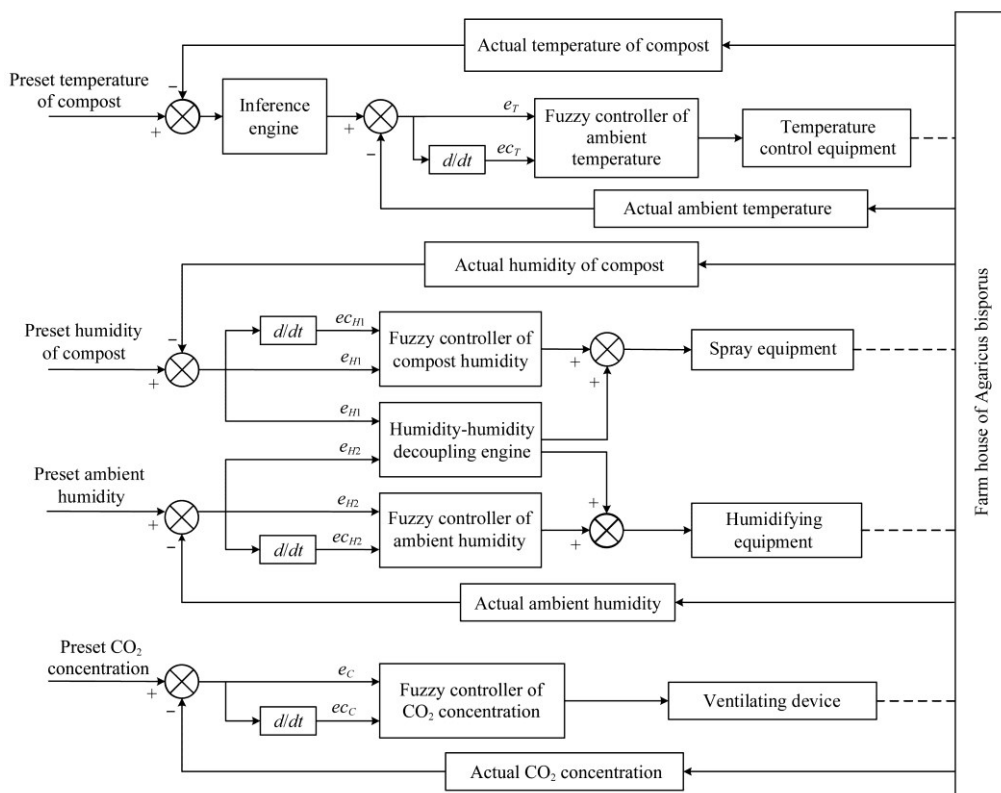 Actual temperature of compost
Preset temperature
of compost
−
+
Inference
engine
+
−
e_T
d/dt
ec_T
Fuzzy controller of
ambient
temperature
Temperature
control equipment
Actual ambient temperature
Actual humidity of compost
Preset humidity
of compost
−
+
d/dt
ec_H1
e_H1
Fuzzy controller of
compost humidity
+
+
Spray equipment
e_H1
e_H2
Humidity-humidity
decoupling engine
Preset ambient
humidity
+
−
e_H2
d/dt
ec_H2
Fuzzy controller of
ambient humidity
+
+
Humidifying
equipment
Actual ambient humidity
Preset CO₂
concentration
+
−
e_C
d/dt
ec_C
Fuzzy controller of
CO₂ concentration
Ventilating device
Actual CO₂ concentration
Farm house of Agaricus bisporus